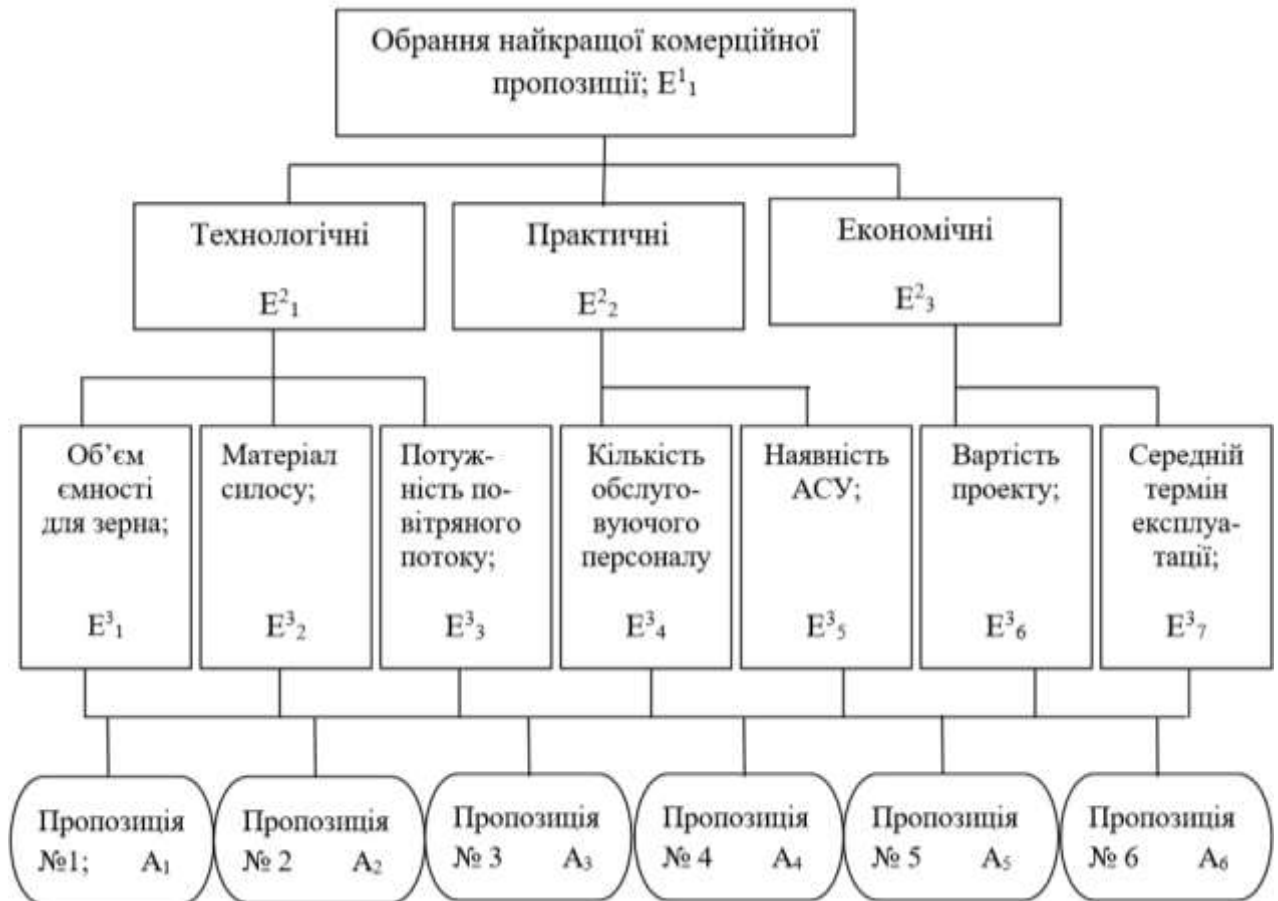 Обрання найкращої комерційної
пропозиції; E¹₁
Технологічні
E²₁
Практичні
E²₂
Економічні
E²₃
Об’єм
ємності
для зерна;
E³₁
Матеріал
силосу;
E³₂
Потуж-
ність по-
вітряного
потоку;
E³₃
Кількість
обслуго-
вуючого
персоналу
E³₄
Наявність
АСУ;
E³₅
Вартість
проекту;
E³₆
Середній
термін
експлуа-
тації;
E³₇
Пропозиція
№1; A₁
Пропозиція
№ 2 A₂
Пропозиція
№ 3 A₃
Пропозиція
№ 4 A₄
Пропозиція
№ 5 A₅
Пропозиція
№ 6 A₆